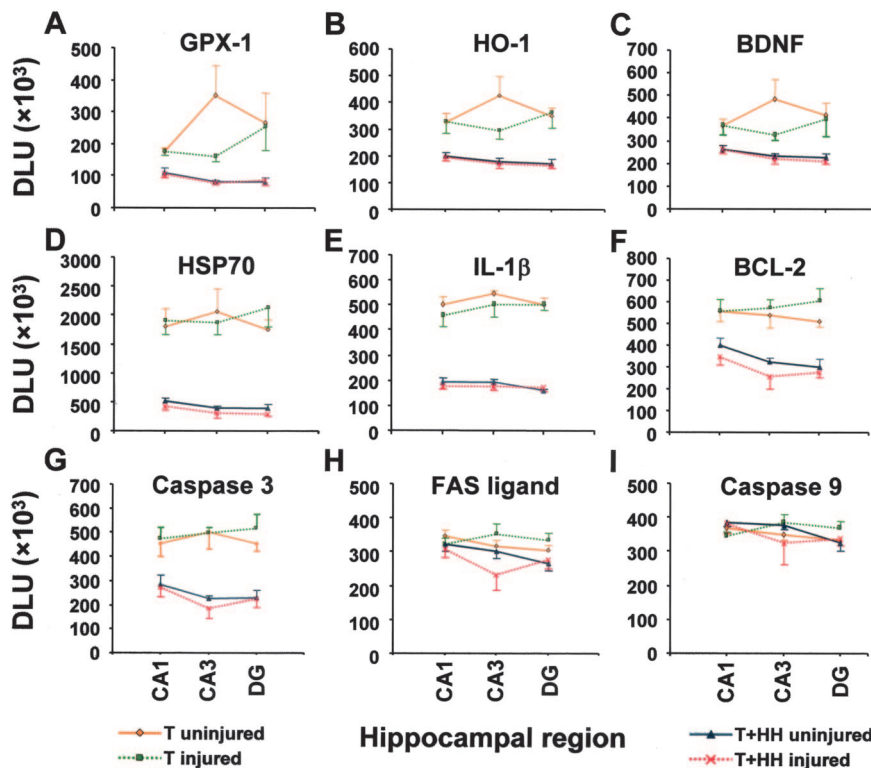 A GPX-1
B HO-1
C BDNF
DLU (×10³)
500
400
300
200
100
0
600
500
400
300
200
100
0
700
600
500
400
300
200
100
0
D HSP70
E IL-1β
F BCL-2
DLU (×10³)
3000
2500
2000
1500
1000
500
0
700
600
500
400
300
200
100
0
800
700
600
500
400
300
200
100
0
G Caspase 3
H FAS ligand
I Caspase 9
DLU (×10³)
700
600
500
400
300
200
100
0
500
400
300
200
100
0
500
400
300
200
100
0
CA1
CA3
DG
CA1
CA3
DG
CA1
CA3
DG
T uninjured
T injured
Hippocampal region
T+HH uninjured
T+HH injured